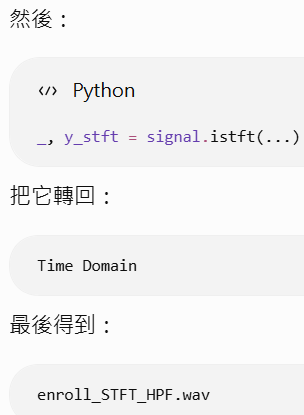 然後：
</> Python
_, y_stft = signal.istft(...)
把它轉回：
Time Domain
最後得到：
enroll_STFT_HPF.wav